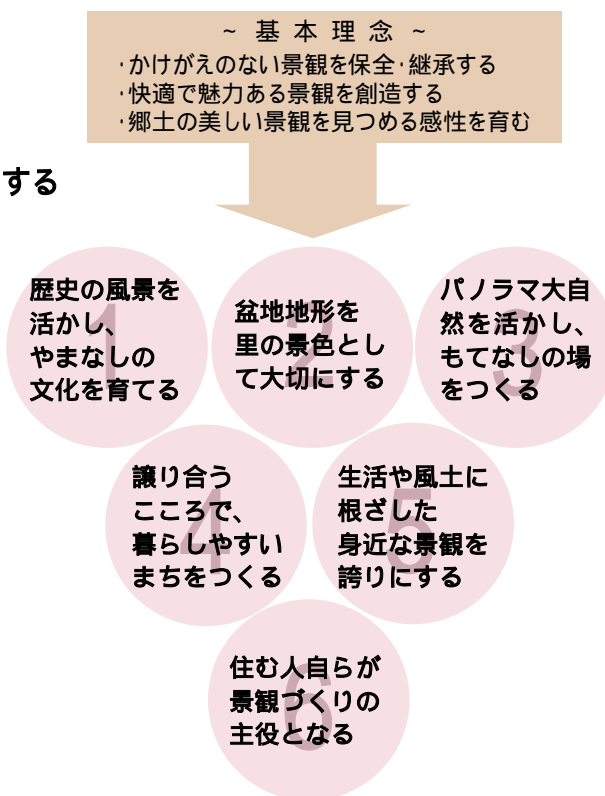 ~ 基 本 理 念 ~
・かけがえのない景観を保全・継承する
・快適で魅力ある景観を創造する
・郷土の美しい景観を見つめる感性を育む
する
1
歴史の風景を
活かし、
やまなしの
文化を育てる
2
盆地地形を
里の景色とし
て大切にする
3
パノラマ大自
然を活かし、
もてなしの場
をつくる
4
譲り合う
こころで、
暮らしやすい
まちをつくる
5
生活や風土に
根ざした
身近な景観を
誇りにする
6
住む人自らが
景観づくりの
主役となる